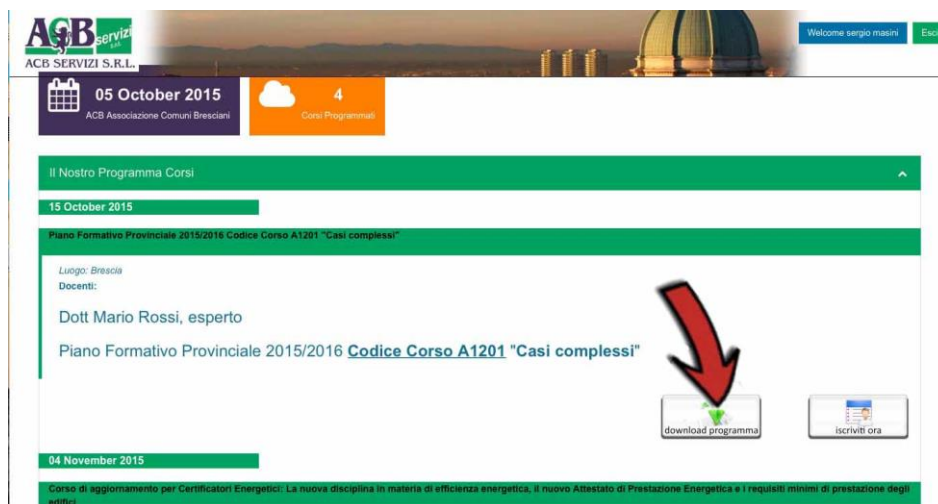 ACB servizi
s.r.l.
ACB SERVIZI S.R.L.
Welcome sergio masini
Esci
05 October 2015
ACB Associazione Comuni Bresciani
4
Corsi Programmati
Il Nostro Programma Corsi
15 October 2015
Piano Formativo Provinciale 2015/2016 Codice Corso A1201 "Casi complessi"
Luogo: Brescia
Docenti:
Dott Mario Rossi, esperto
Piano Formativo Provinciale 2015/2016 Codice Corso A1201 "Casi complessi"
download programma
iscriviti ora
04 November 2015
Corso di aggiornamento per Certificatori Energetici: La nuova disciplina in materia di efficienza energetica, il nuovo Attestato di Prestazione Energetica e i requisiti minimi di prestazione degli
edifici